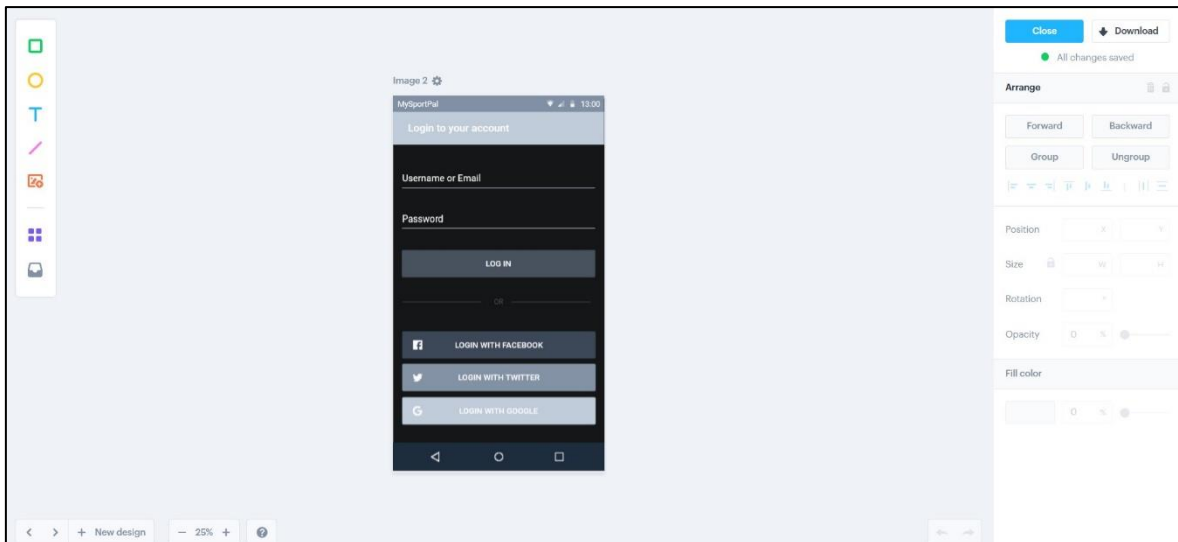 Close
Download
All changes saved
Image 2
Arrange
MySportPal 13:00
Login to your account
Forward
Backward
Group
Ungroup
Username or Email
Password
Position X Y
LOG IN
Size W H
OR
Rotation °
Opacity 0 %
LOGIN WITH FACEBOOK
Fill color
LOGIN WITH TWITTER
LOGIN WITH GOOGLE
0 %
< > + New design
− 25% +
?